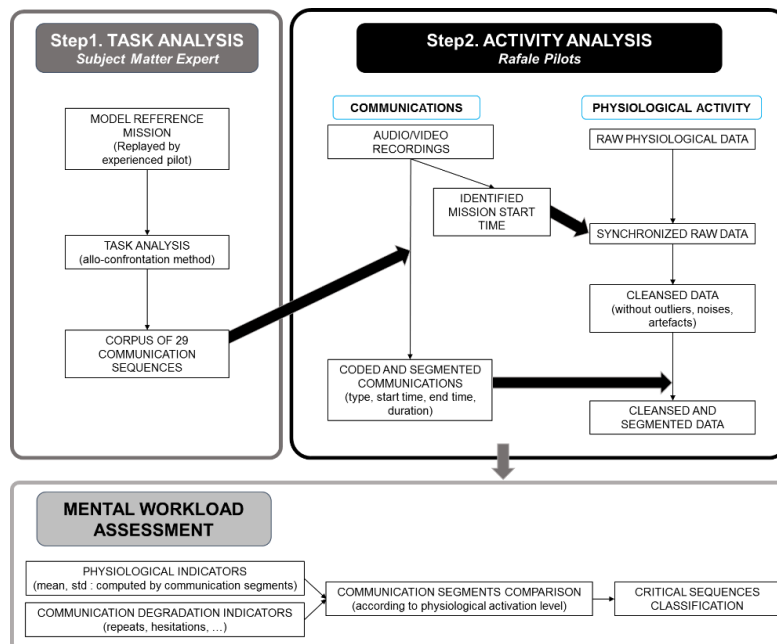 Step1. TASK ANALYSIS
Subject Matter Expert
MODEL REFERENCE
MISSION
(Replayed by
experienced pilot)
TASK ANALYSIS
(allo-confrontation method)
CORPUS OF 29
COMMUNICATION
SEQUENCES
Step2. ACTIVITY ANALYSIS
Rafale Pilots
COMMUNICATIONS
AUDIO/VIDEO
RECORDINGS
IDENTIFIED
MISSION START
TIME
CODED AND SEGMENTED
COMMUNICATIONS
(type, start time, end time,
duration)
PHYSIOLOGICAL ACTIVITY
RAW PHYSIOLOGICAL DATA
SYNCHRONIZED RAW DATA
CLEANSED DATA
(without outliers, noises,
artefacts)
CLEANSED AND
SEGMENTED DATA
MENTAL WORKLOAD
ASSESSMENT
PHYSIOLOGICAL INDICATORS
(mean, std : computed by communication segments)
COMMUNICATION DEGRADATION INDICATORS
(repeats, hesitations, ...)
COMMUNICATION SEGMENTS COMPARISON
(according to physiological activation level)
CRITICAL SEQUENCES
CLASSIFICATION